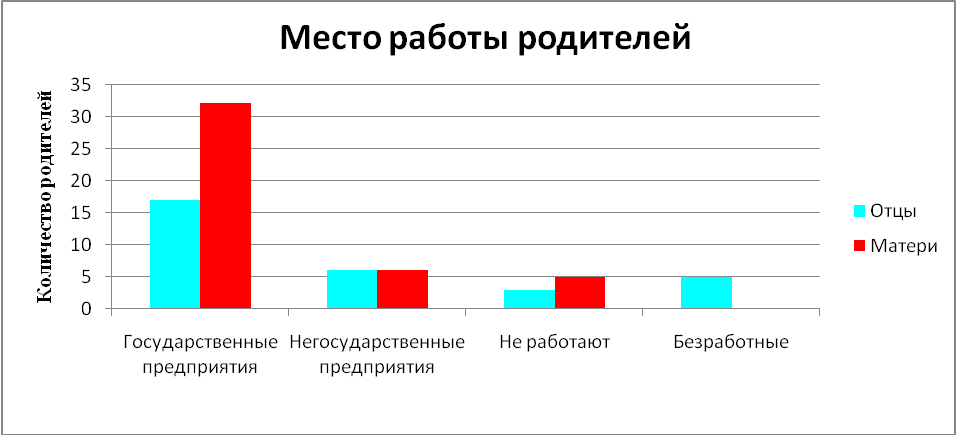 Место работы родителей
Количество родителей
35
30
25
20
15
10
5
0
Государственные предприятия
Негосударственные предприятия
Не работают
Безработные
Отцы
Матери